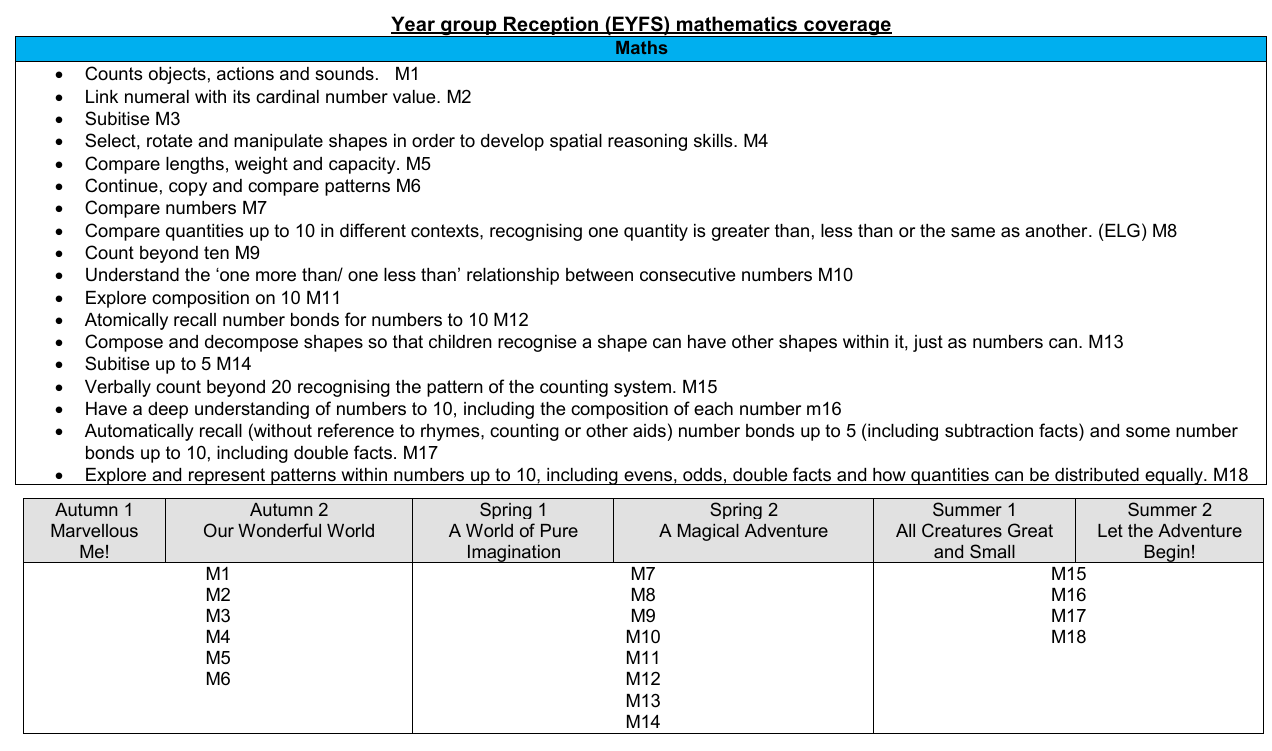 Year group Reception (EYFS) mathematics coverage
Maths
• Counts objects, actions and sounds. M1
• Link numeral with its cardinal number value. M2
• Subitise M3
• Select, rotate and manipulate shapes in order to develop spatial reasoning skills. M4
• Compare lengths, weight and capacity. M5
• Continue, copy and compare patterns M6
• Compare numbers M7
• Compare quantities up to 10 in different contexts, recognising one quantity is greater than, less than or the same as another. (ELG) M8
• Count beyond ten M9
• Understand the ‘one more than/ one less than’ relationship between consecutive numbers M10
• Explore composition on 10 M11
• Atomically recall number bonds for numbers to 10 M12
• Compose and decompose shapes so that children recognise a shape can have other shapes within it, just as numbers can. M13
• Subitise up to 5 M14
• Verbally count beyond 20 recognising the pattern of the counting system. M15
• Have a deep understanding of numbers to 10, including the composition of each number m16
• Automatically recall (without reference to rhymes, counting or other aids) number bonds up to 5 (including subtraction facts) and some number
bonds up to 10, including double facts. M17
• Explore and represent patterns within numbers up to 10, including evens, odds, double facts and how quantities can be distributed equally. M18
Autumn 1
Marvellous
Me!
Autumn 2
Our Wonderful World
Spring 1
A World of Pure
Imagination
Spring 2
A Magical Adventure
Summer 1
All Creatures Great
and Small
Summer 2
Let the Adventure
Begin!
M1
M2
M3
M4
M5
M6
M7
M8
M9
M10
M11
M12
M13
M14
M15
M16
M17
M18